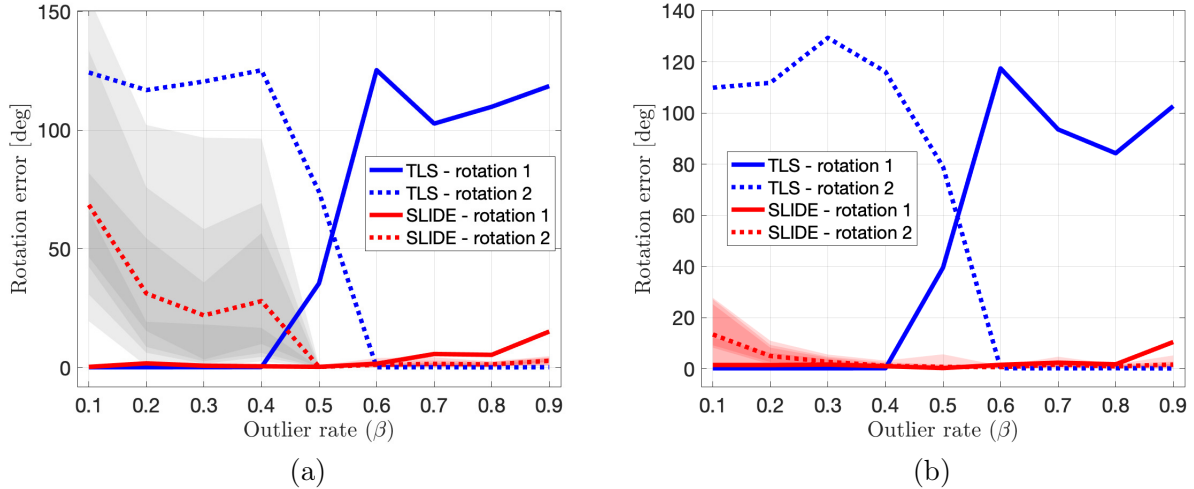 150
100
50
0
Rotation error [deg]
TLS - rotation 1
TLS - rotation 2
SLIDE - rotation 1
SLIDE - rotation 2
0.1 0.2 0.3 0.4 0.5 0.6 0.7 0.8 0.9
Outlier rate (β)
(a)
140
120
100
80
60
40
20
0
Rotation error [deg]
TLS - rotation 1
TLS - rotation 2
SLIDE - rotation 1
SLIDE - rotation 2
0.1 0.2 0.3 0.4 0.5 0.6 0.7 0.8 0.9
Outlier rate (β)
(b)